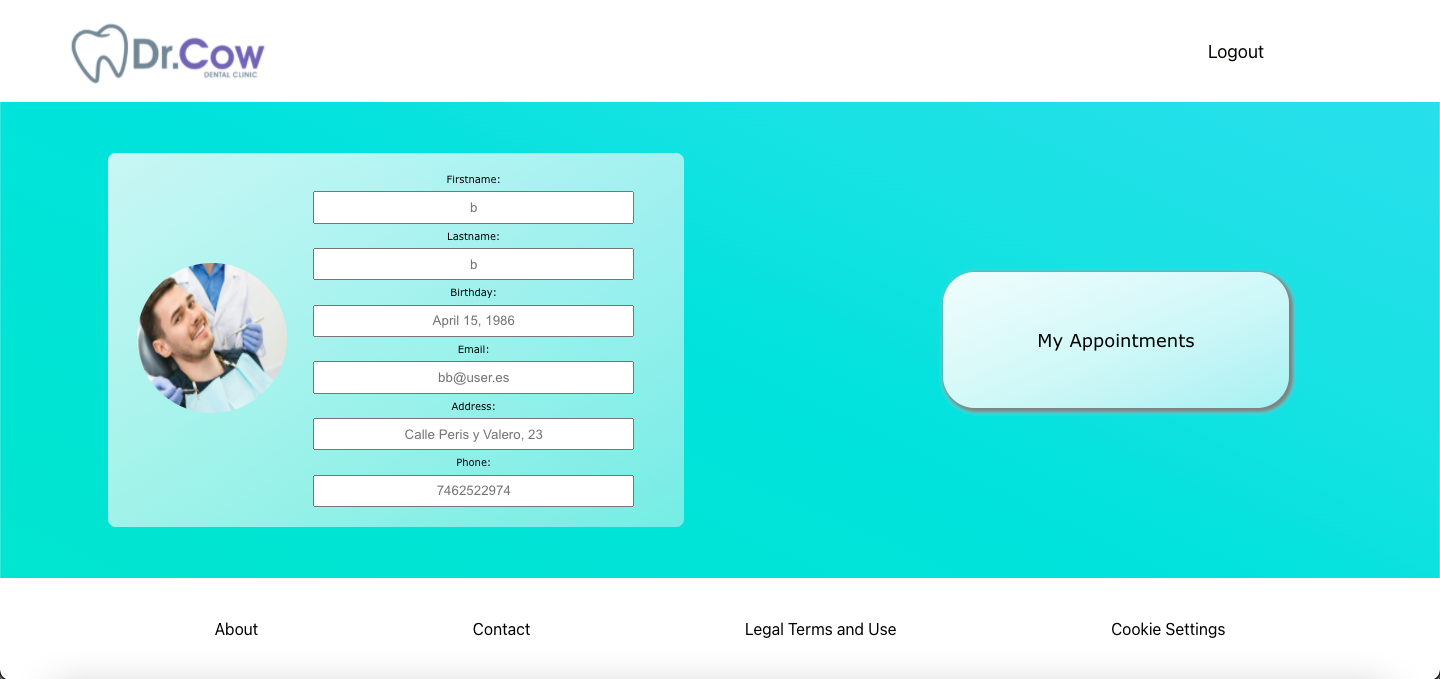 Dr.Cow
DENTAL CLINIC
Logout
Firstname:
b
Lastname:
b
Birthday:
April 15, 1986
Email:
bb@user.es
Address:
Calle Peris y Valero, 23
Phone:
7462522974
My Appointments
About
Contact
Legal Terms and Use
Cookie Settings